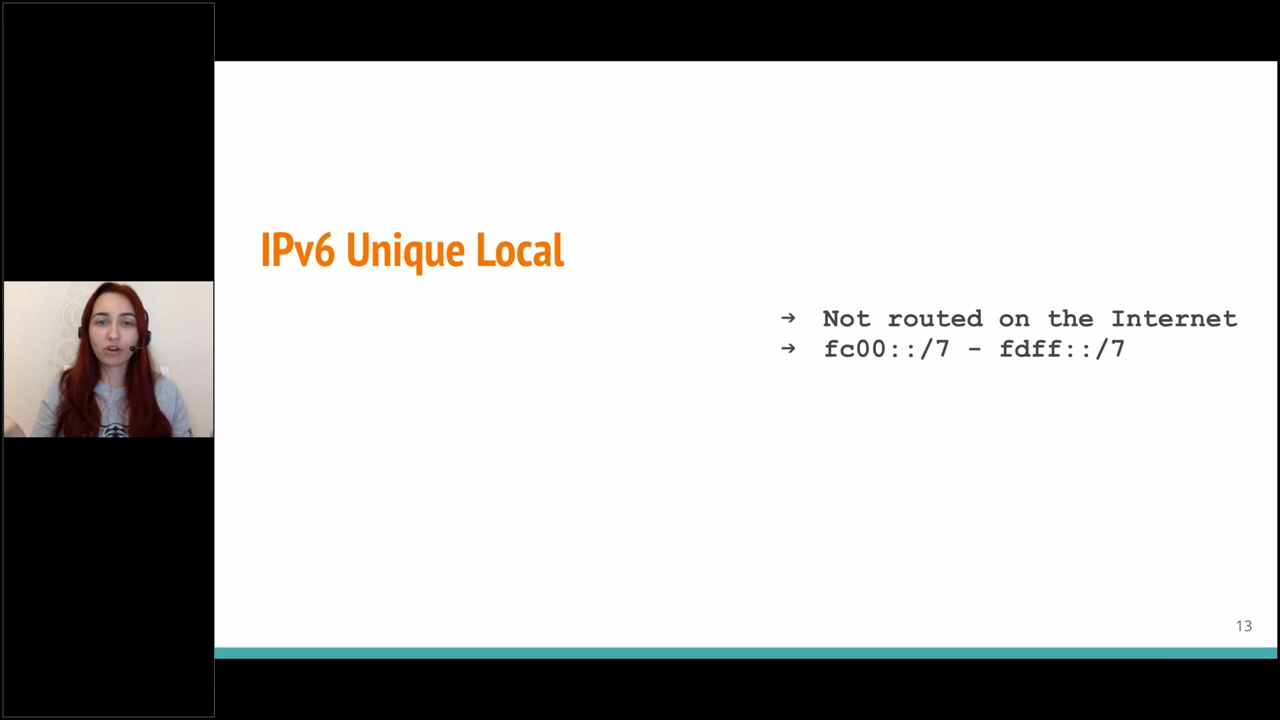 IPv6 Unique Local
➔ Not routed on the Internet
➔ fc00::/7 - fdff::/7
13